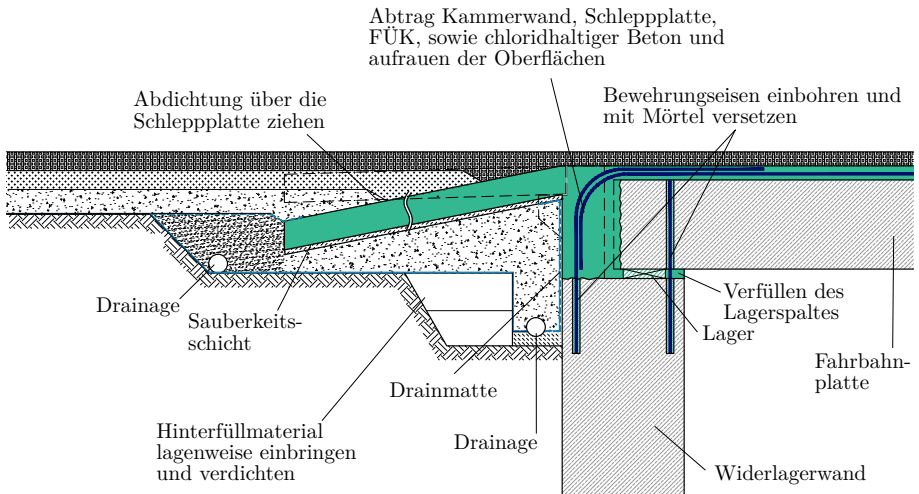 Abtrag Kammerwand, Schleppplatte,
FÜK, sowie chloridhaltiger Beton und
aufrauen der Oberflächen
Abdichtung über die
Schleppplatte ziehen
Bewehrungseisen einbohren und
mit Mörtel versetzen
Drainage
Sauberkeits-
schicht
Verfüllen des
Lagerspaltes
Lager
Fahrbahn-
platte
Drainmatte
Hinterfüllmaterial
lagenweise einbringen
und verdichten
Drainage
Widerlagerwand